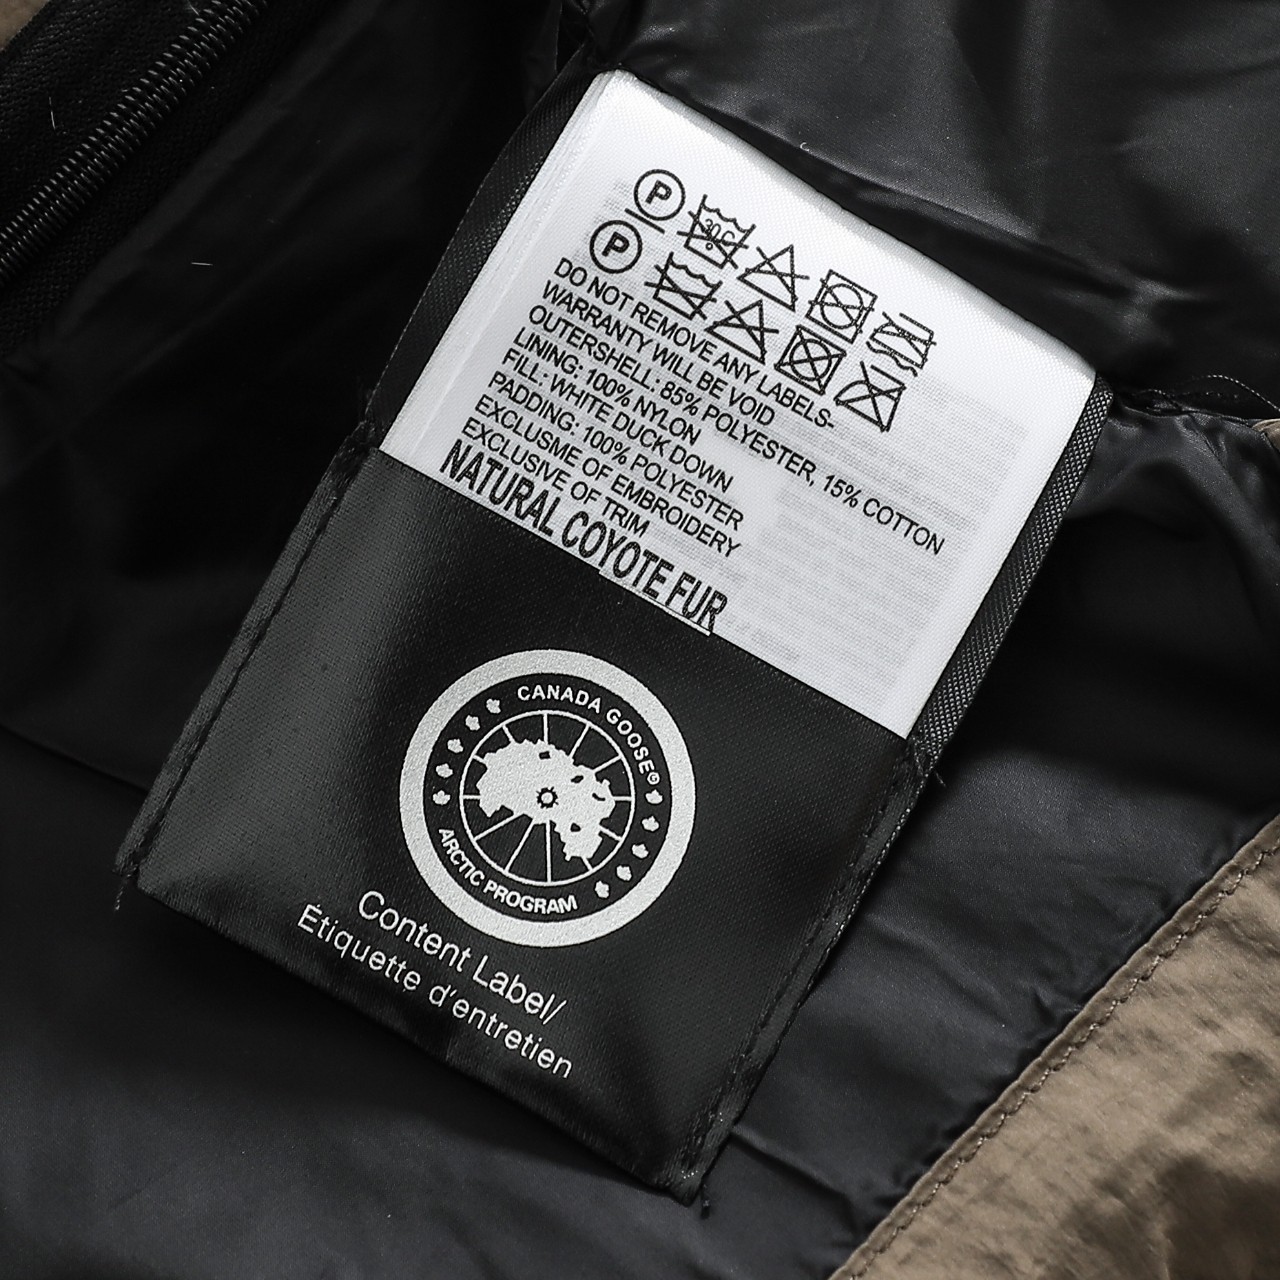 P 30C
P
DO NOT REMOVE ANY LABELS-
WARRANTY WILL BE VOID
OUTERSHELL: 85% POLYESTER, 15% COTTON
LINING: 100% NYLON
FILL: WHITE DUCK DOWN
PADDING: 100% POLYESTER
EXCLUSME OF EMBROIDERY
EXCLUSIVE OF TRIM
NATURAL COYOTE FUR
CANADA GOOSE®
ARCTIC PROGRAM
Content Label/
Étiquette d'entretien